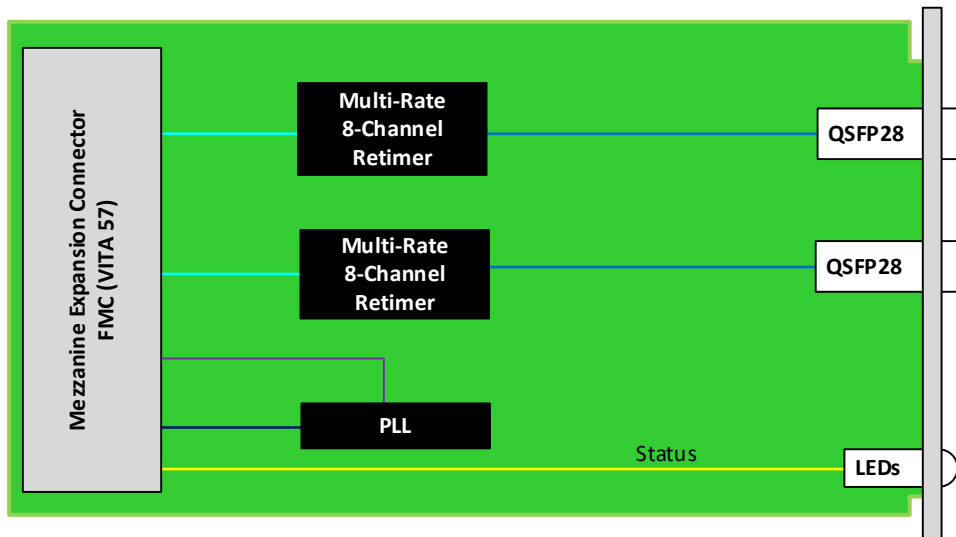 Mezzanine Expansion Connector
FMC (VITA 57)
Multi-Rate
8-Channel
Retimer
QSFP28
Multi-Rate
8-Channel
Retimer
QSFP28
PLL
Status
LEDs